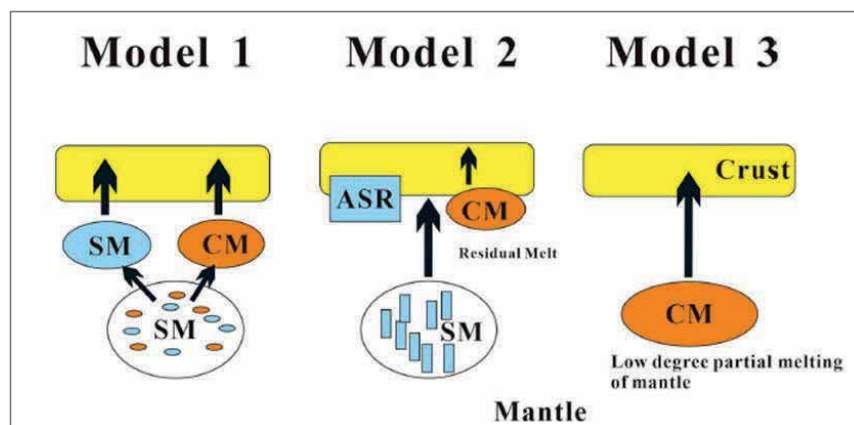 Model 1
Model 2
Model 3
Crust
ASR
CM
SM
CM
Residual Melt
SM
SM
CM
Low degree partial melting
of mantle
Mantle